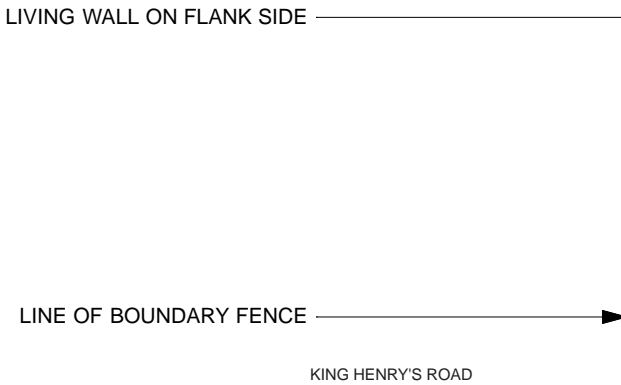 LIVING WALL ON FLANK SIDE
LINE OF BOUNDARY FENCE
KING HENRY'S ROAD